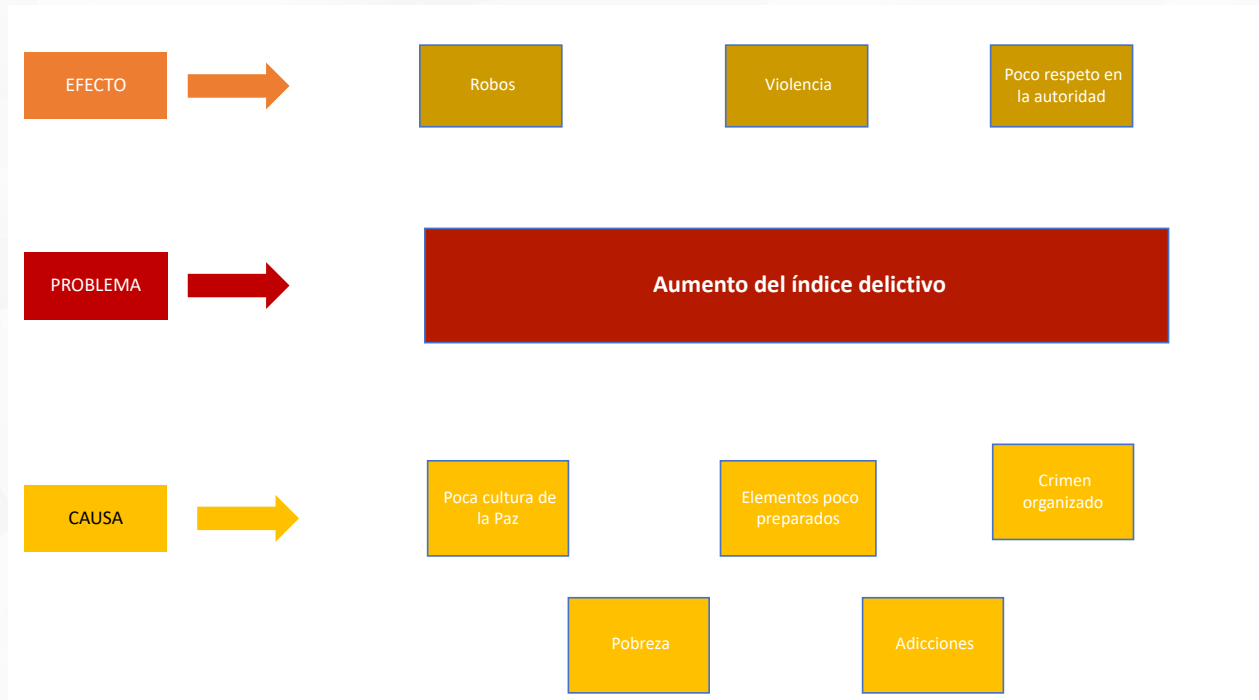 EFECTO
Robos
Violencia
Poco respeto en
la autoridad
PROBLEMA
Aumento del índice delictivo
CAUSA
Poca cultura de
la Paz
Elementos poco
preparados
Crimen
organizado
Pobreza
Adicciones